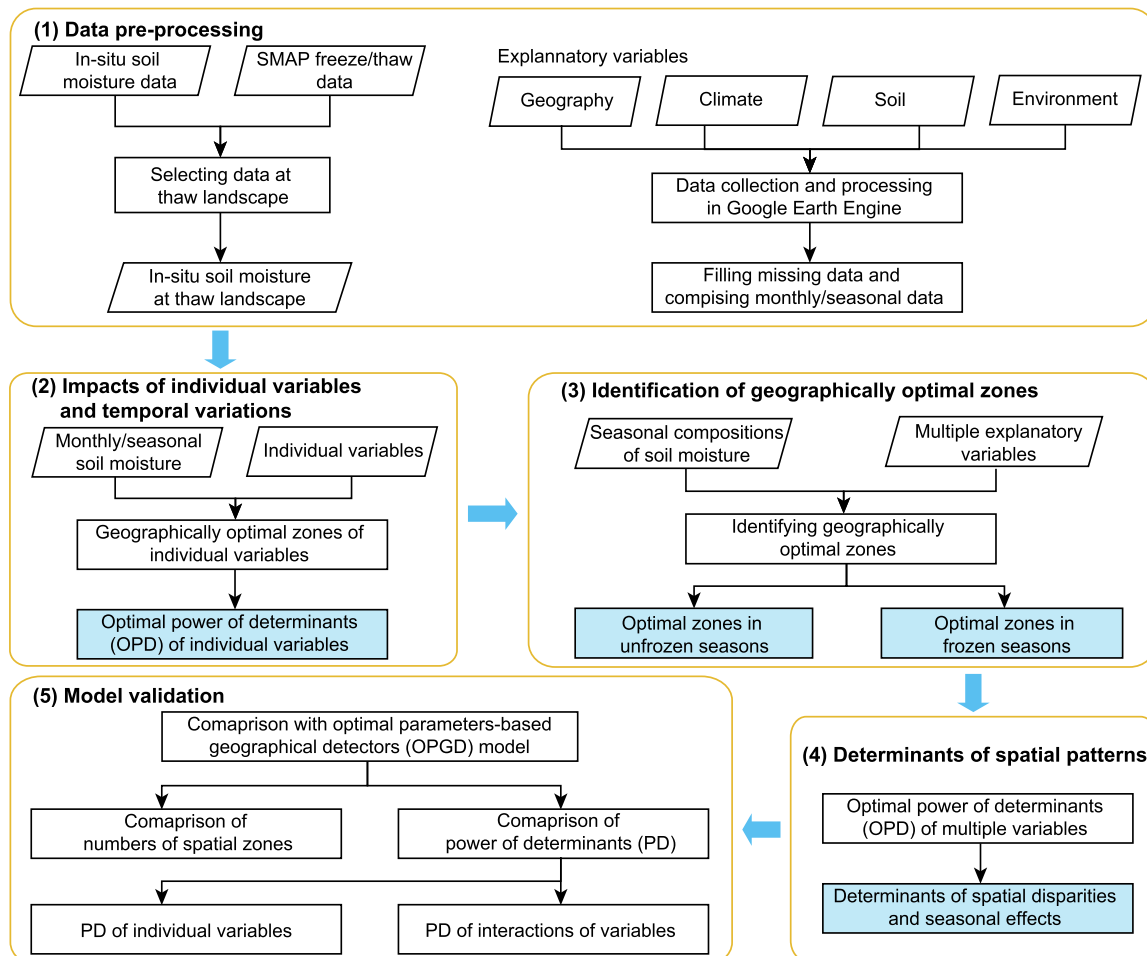 (1) Data pre-processing
In-situ soil
moisture data
SMAP freeze/thaw
data
Selecting data at
thaw landscape
In-situ soil moisture
at thaw landscape
Explannatory variables
Geography
Climate
Soil
Environment
Data collection and processing
in Google Earth Engine
Filling missing data and
compising monthly/seasonal data
(2) Impacts of individual variables
and temporal variations
Monthly/seasonal
soil moisture
Individual variables
Geographically optimal zones of
individual variables
Optimal power of determinants
(OPD) of individual variables
(3) Identification of geographically optimal zones
Seasonal compositions
of soil moisture
Multiple explanatory
variables
Identifying geographically
optimal zones
Optimal zones in
unfrozen seasons
Optimal zones in
frozen seasons
(4) Determinants of spatial patterns
Optimal power of determinants
(OPD) of multiple variables
Determinants of spatial disparities
and seasonal effects
(5) Model validation
Comaprison with optimal parameters-based
geographical detectors (OPGD) model
Comaprison of
numbers of spatial zones
Comaprison of
power of determinants (PD)
PD of individual variables
PD of interactions of variables